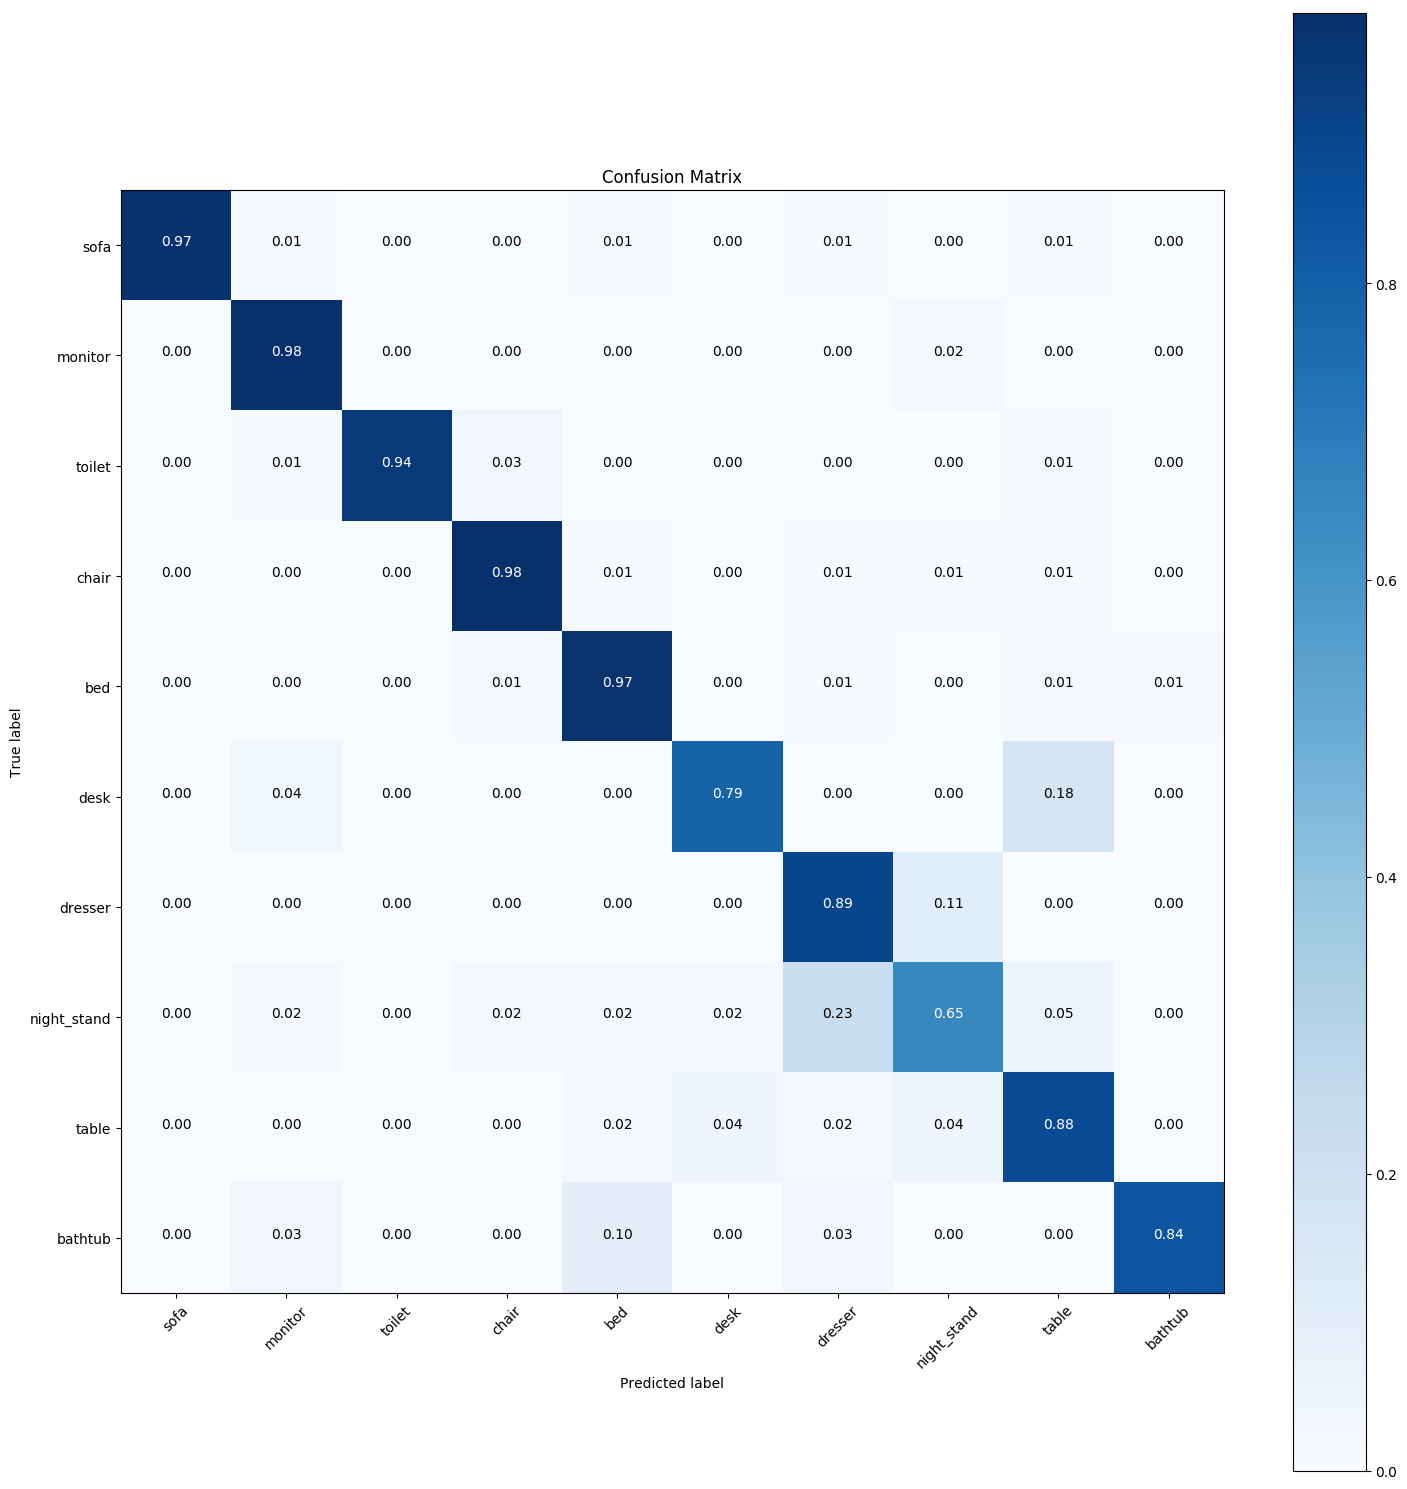 Confusion Matrix
sofa 0.97 0.01 0.00 0.00 0.01 0.00 0.01 0.00 0.01 0.00
monitor 0.00 0.98 0.00 0.00 0.00 0.00 0.00 0.02 0.00 0.00
toilet 0.00 0.01 0.94 0.03 0.00 0.00 0.00 0.00 0.01 0.00
chair 0.00 0.00 0.00 0.98 0.01 0.00 0.01 0.01 0.01 0.00
bed 0.00 0.00 0.00 0.01 0.97 0.00 0.01 0.00 0.01 0.01
desk 0.00 0.04 0.00 0.00 0.00 0.79 0.00 0.00 0.18 0.00
dresser 0.00 0.00 0.00 0.00 0.00 0.00 0.89 0.11 0.00 0.00
night_stand 0.00 0.02 0.00 0.02 0.02 0.02 0.23 0.65 0.05 0.00
table 0.00 0.00 0.00 0.00 0.02 0.04 0.02 0.04 0.88 0.00
bathtub 0.00 0.03 0.00 0.00 0.10 0.00 0.03 0.00 0.00 0.84
sofa monitor toilet chair bed desk dresser night_stand table bathtub
Predicted label
True label
0.8
0.6
0.4
0.2
0.0